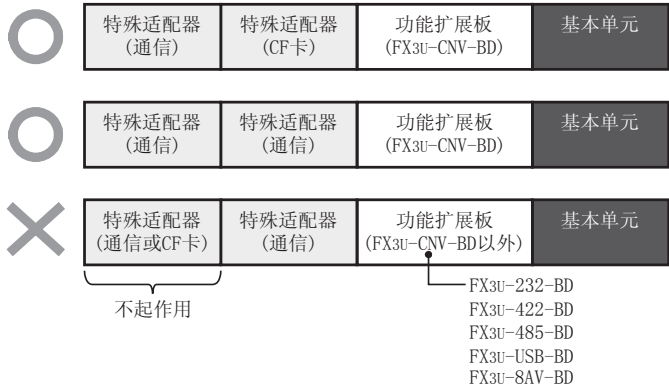 特殊适配器 特殊适配器 功能扩展板 基本单元
(通信) (CF卡) (FX3U-CNV-BD)
特殊适配器 特殊适配器 功能扩展板 基本单元
(通信) (通信) (FX3U-CNV-BD)
特殊适配器 特殊适配器 功能扩展板 基本单元
(通信或CF卡) (通信) (FX3U-CNV-BD以外)
不起作用
FX3U-232-BD
FX3U-422-BD
FX3U-485-BD
FX3U-USB-BD
FX3U-8AV-BD